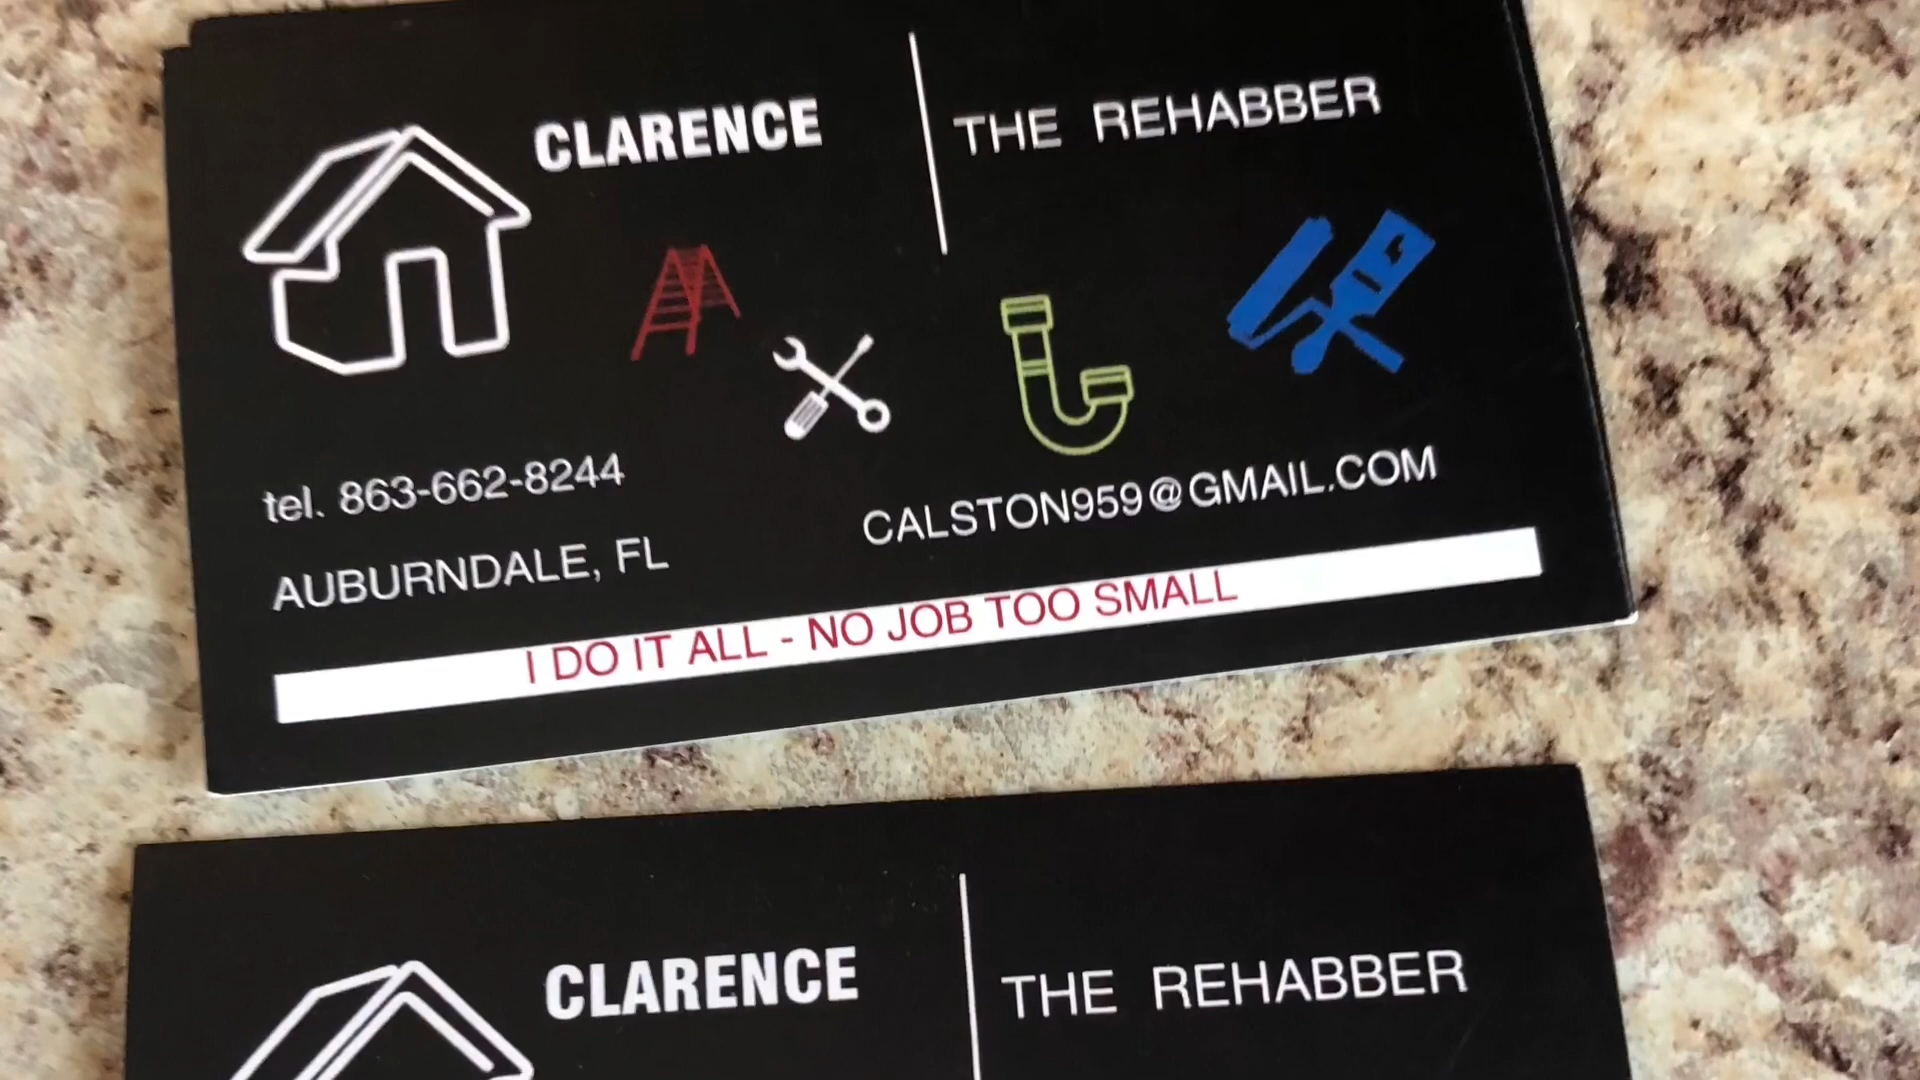 CLARENCE
THE REHABBER
tel. 863-662-8244
AUBURNDALE, FL
CALSTON959@GMAIL.COM
I DO IT ALL - NO JOB TOO SMALL
CLARENCE
THE REHABBER